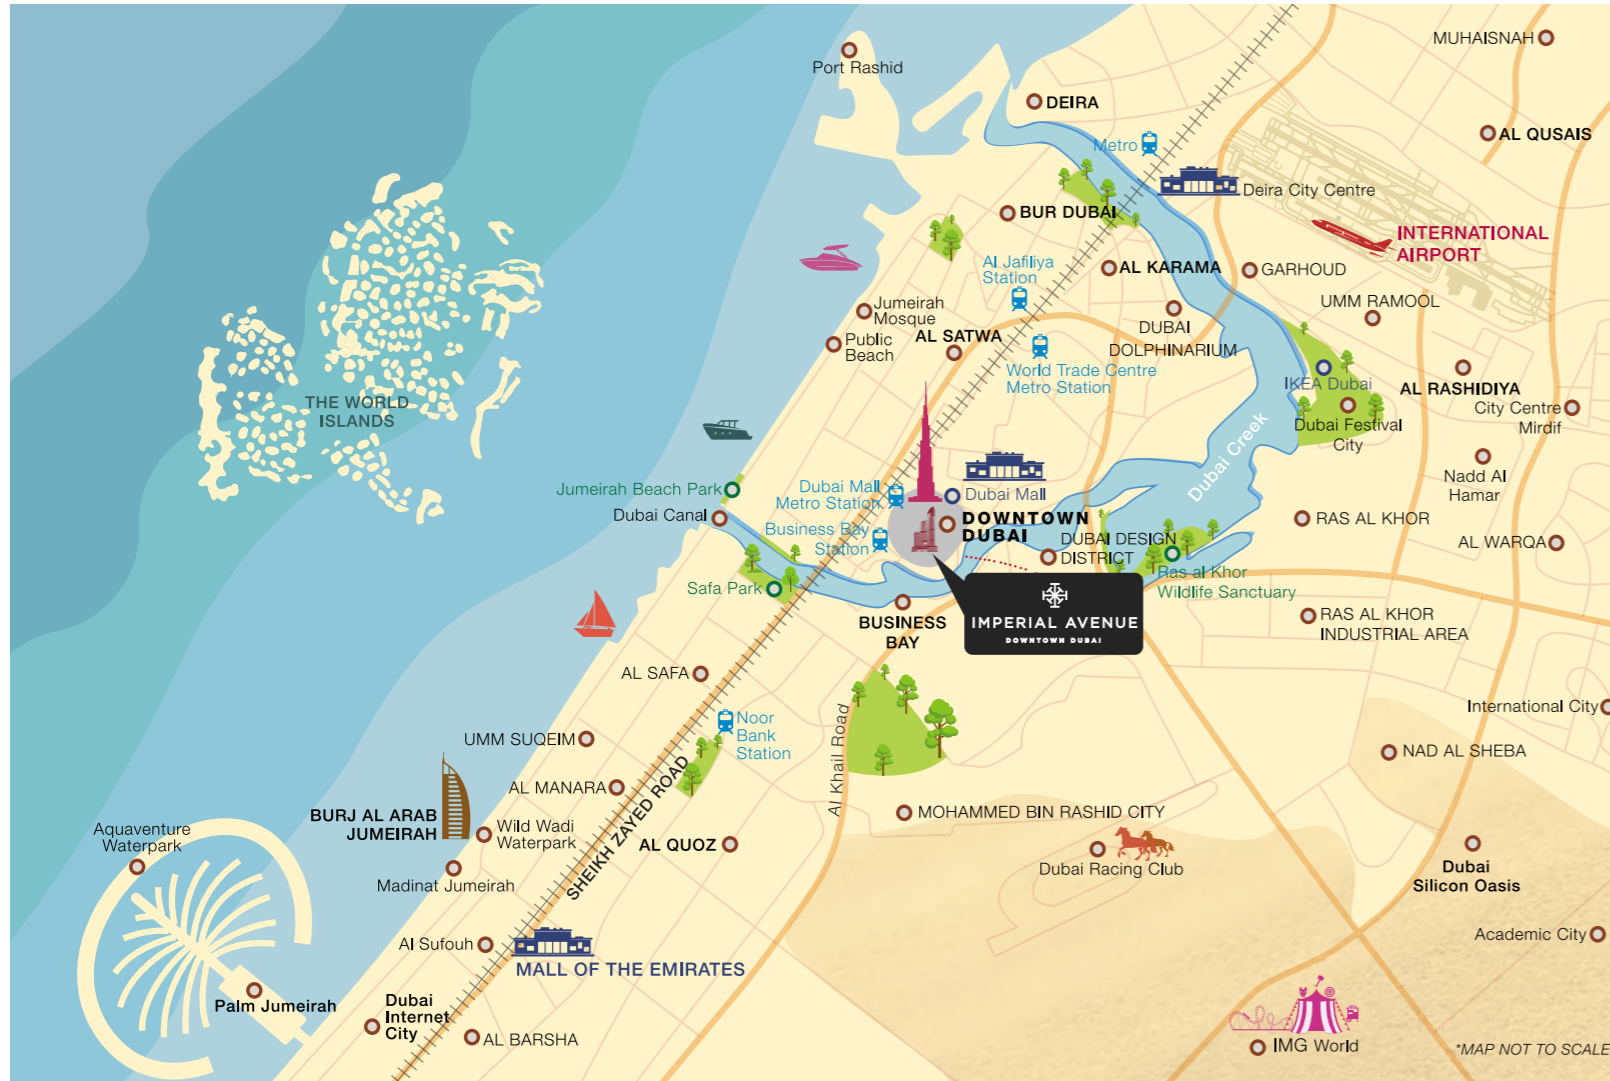 MUHAISNAH
Port Rashid
DEIRA
AL QUSAIS
Metro
Deira City Centre
BUR DUBAI
INTERNATIONAL
AIRPORT
Al Jafiliya
Station
AL KARAMA
GARHOUD
UMM RAMOOL
Jumeirah
Mosque
DUBAI
DOLPHINARIUM
Public
Beach
AL SATWA
World Trade Centre
Metro Station
IKEA Dubai
AL RASHIDIYA
THE WORLD
ISLANDS
City Centre
Mirdif
Dubai Festival
City
Dubai Creek
Nadd Al
Hamar
Jumeirah Beach Park
Dubai Mall
Metro Station
Dubai Mall
Dubai Canal
DOWNTOWN
DUBAI
RAS AL KHOR
Business Bay
Station
DUBAI DESIGN
DISTRICT
AL WARQA
Ras al Khor
Wildlife Sanctuary
Safa Park
IMPERIAL AVENUE
DOWNTOWN DUBAI
BUSINESS
BAY
RAS AL KHOR
INDUSTRIAL AREA
AL SAFA
International City
Noor
Bank
Station
UMM SUQEIM
NAD AL SHEBA
Al Khail Road
AL MANARA
SHEIKH ZAYED ROAD
MOHAMMED BIN RASHID CITY
BURJ AL ARAB
JUMEIRAH
Wild Wadi
Waterpark
Aquaventure
Waterpark
AL QUOZ
Dubai Racing Club
Dubai
Silicon Oasis
Madinat Jumeirah
Academic City
Al Sufouh
MALL OF THE EMIRATES
Palm Jumeirah
Dubai
Internet
City
AL BARSHA
IMG World
*MAP NOT TO SCALE